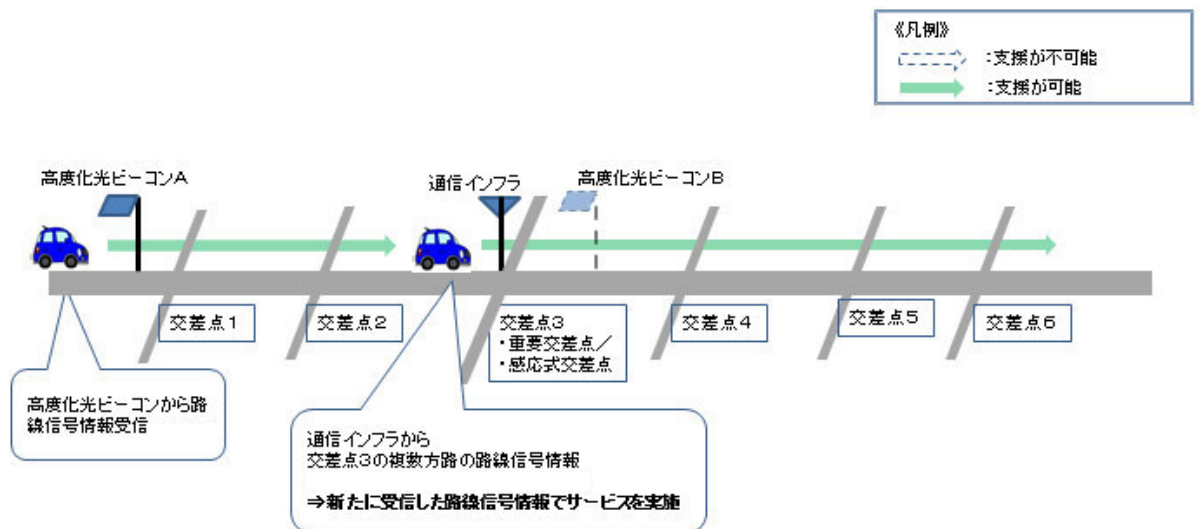 《凡例》
:支援が不可能
:支援が可能
高度化光ビーコンA
通信インフラ
高度化光ビーコンB
交差点1
交差点2
交差点3
・重要交差点/
・感応式交差点
交差点4
交差点5
交差点6
高度化光ビーコンから路
線信号情報受信
通信インフラから
交差点3の複数方路の路線信号情報
⇒新たに受信した路線信号情報でサービスを実施